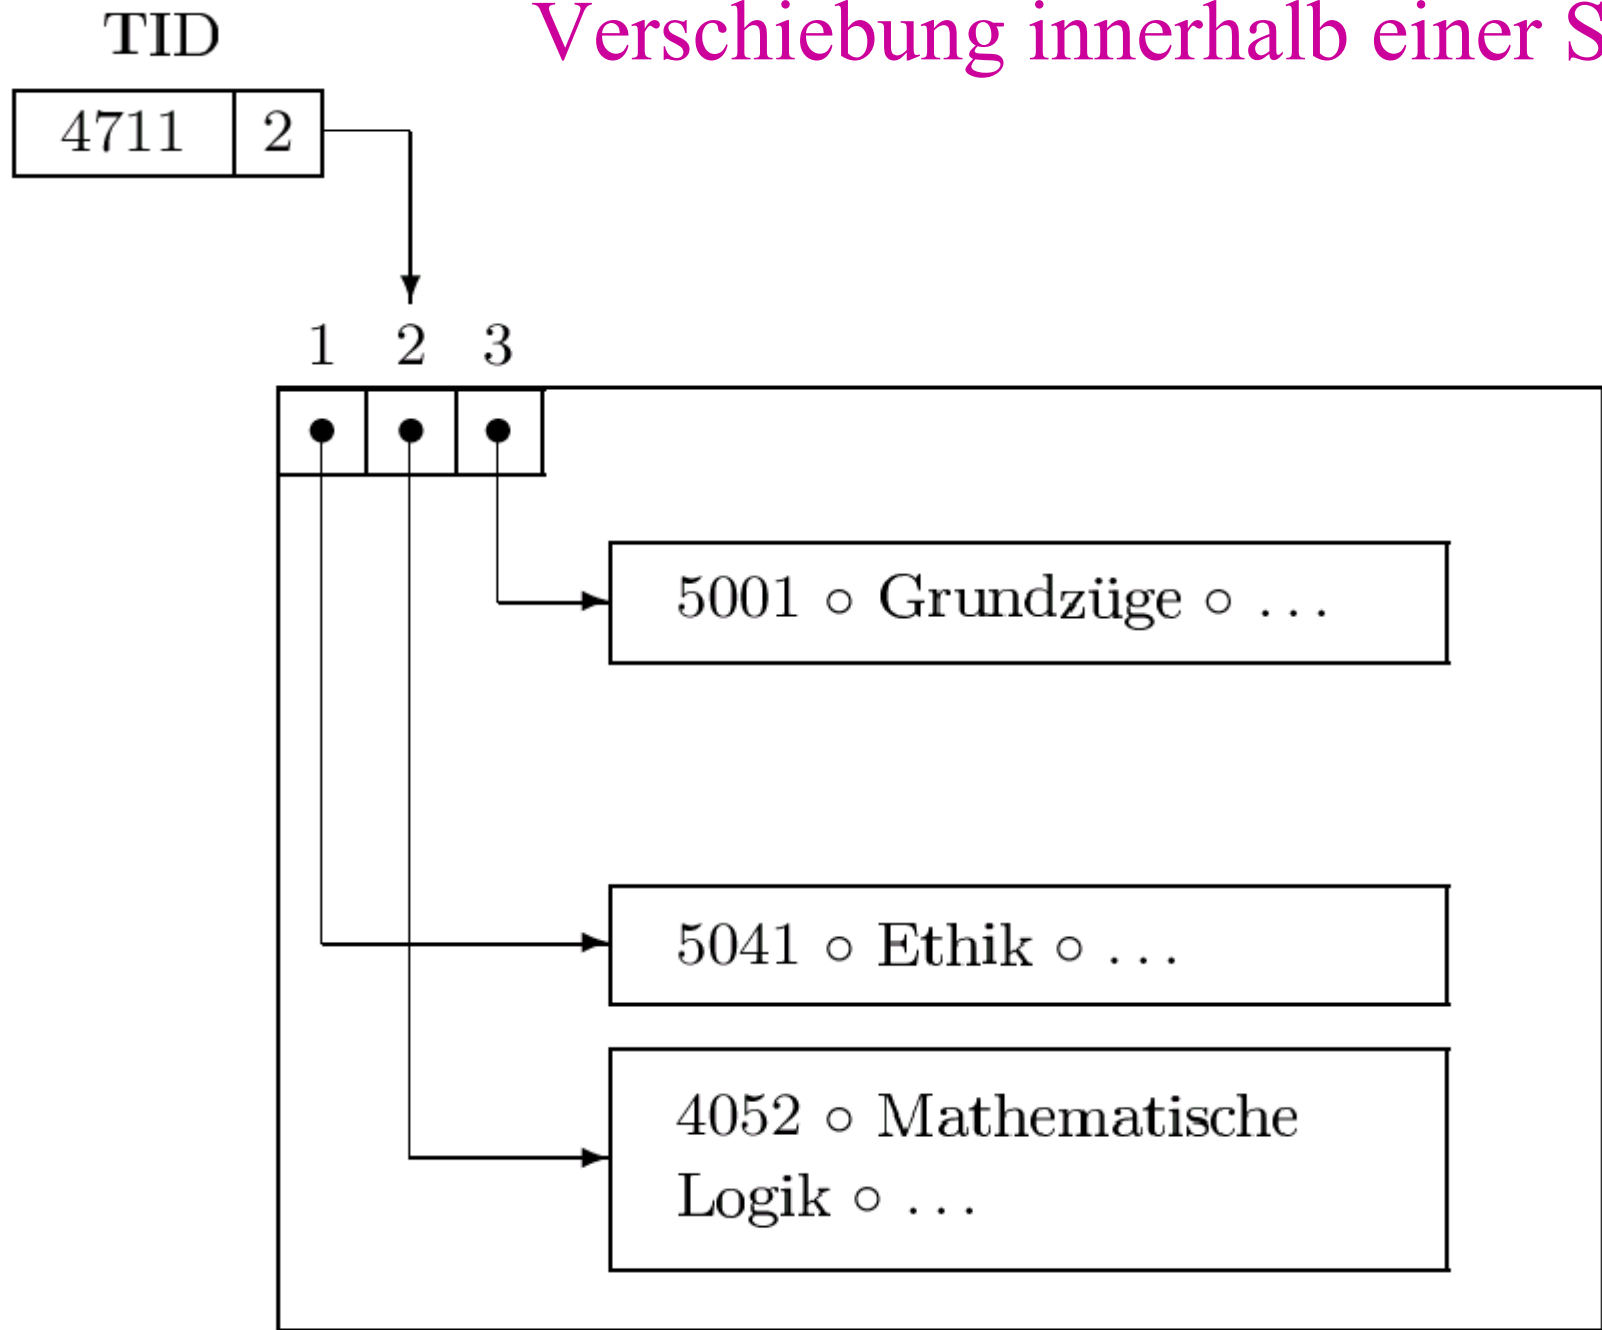 TID
Verschiebung innerhalb einer S
4711 2
1 2 3
5001 ○ Grundzüge ○ ...
5041 ○ Ethik ○ ...
4052 ○ Mathematische
Logik ○ ...